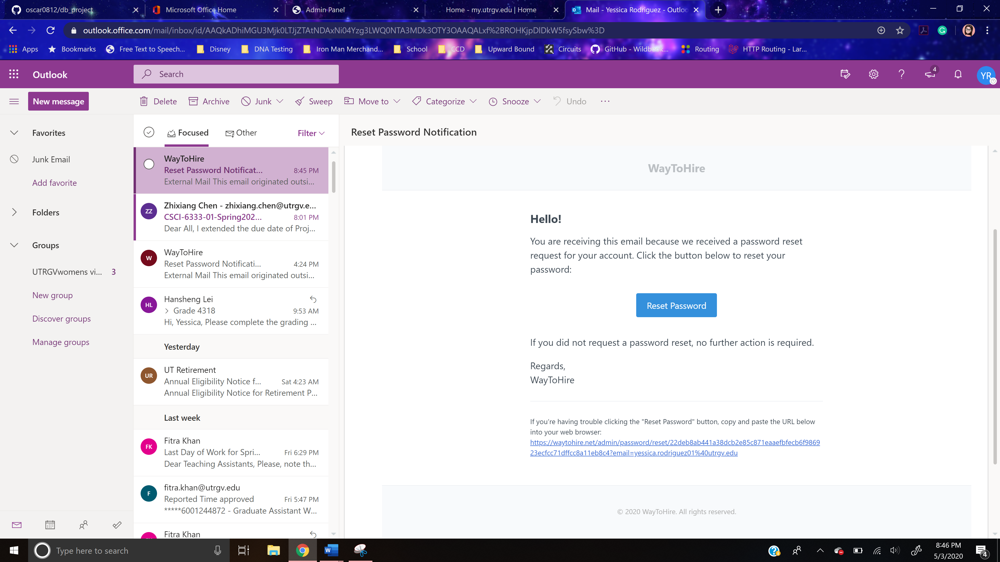 oscar0812/db_project
Microsoft Office Home
Admin Panel
Home - my.utrgv.edu | Home
Mail - Yessica Rodriguez - Outloo
outlook.office.com/mail/inbox/id/AAQkADhiMGU3Mjk0LTJjZTAtNDAxNi04Yzg3LWQ0NTA3MDk3OTY3OAAQALxf%2BROHKjpDlDkW5fsySbw%3D
Apps
Bookmarks
Free Text to Speech...
Disney
DNA Testing
Iron Man Merchand...
School
CCD
Upward Bound
Circuits
GitHub - Wildbook...
Routing
HTTP Routing - Lar...
Outlook
Search
4
YR
New message
Delete
Archive
Junk
Sweep
Move to
Categorize
Snooze
Undo
Favorites
Junk Email
Add favorite
Folders
Groups
UTRGVwomens vi... 3
New group
Discover groups
Manage groups
Focused
Other
Filter
WayToHire
Reset Password Notificat... 8:45 PM
External Mail This email originated outsi...
ZZ
Zhixiang Chen - zhixiang.chen@utrgv.e...
CSCI-6333-01-Spring202... 8:01 PM
Dear All, I extended the due date of Proj...
W
WayToHire
Reset Password Notificati... 4:24 PM
External Mail This email originated outsi...
HL
Hansheng Lei
Grade 4318 9:53 AM
Hi, Yessica, Please complete the grading ...
Yesterday
UR
UT Retirement
Annual Eligibility Notice f... Sat 4:23 AM
Annual Eligibility Notice for Retirement P...
Last week
FK
Fitra Khan
Last Day of Work for Spri... Fri 6:29 PM
Dear Teaching Assistants, Please, note th...
F
fitra.khan@utrgv.edu
Reported Time approved Fri 5:47 PM
*****6001244872 - Graduate Assistant W...
Fitra Khan
Reset Password Notification
WayToHire
Hello!
You are receiving this email because we received a password reset
request for your account. Click the button below to reset your
password:
Reset Password
If you did not request a password reset, no further action is required.
Regards,
WayToHire
If you're having trouble clicking the "Reset Password" button, copy and paste the URL below
into your web browser:
https://waytohire.net/admin/password/reset/22deb8ab441a38dcb2e85c871eaaefbfecb6f9869
23ecfcc71dffcc8a11eb8c4?email=yessica.rodriguez01%40utrgv.edu
© 2020 WayToHire. All rights reserved.
Type here to search
8:46 PM
5/3/2020
4